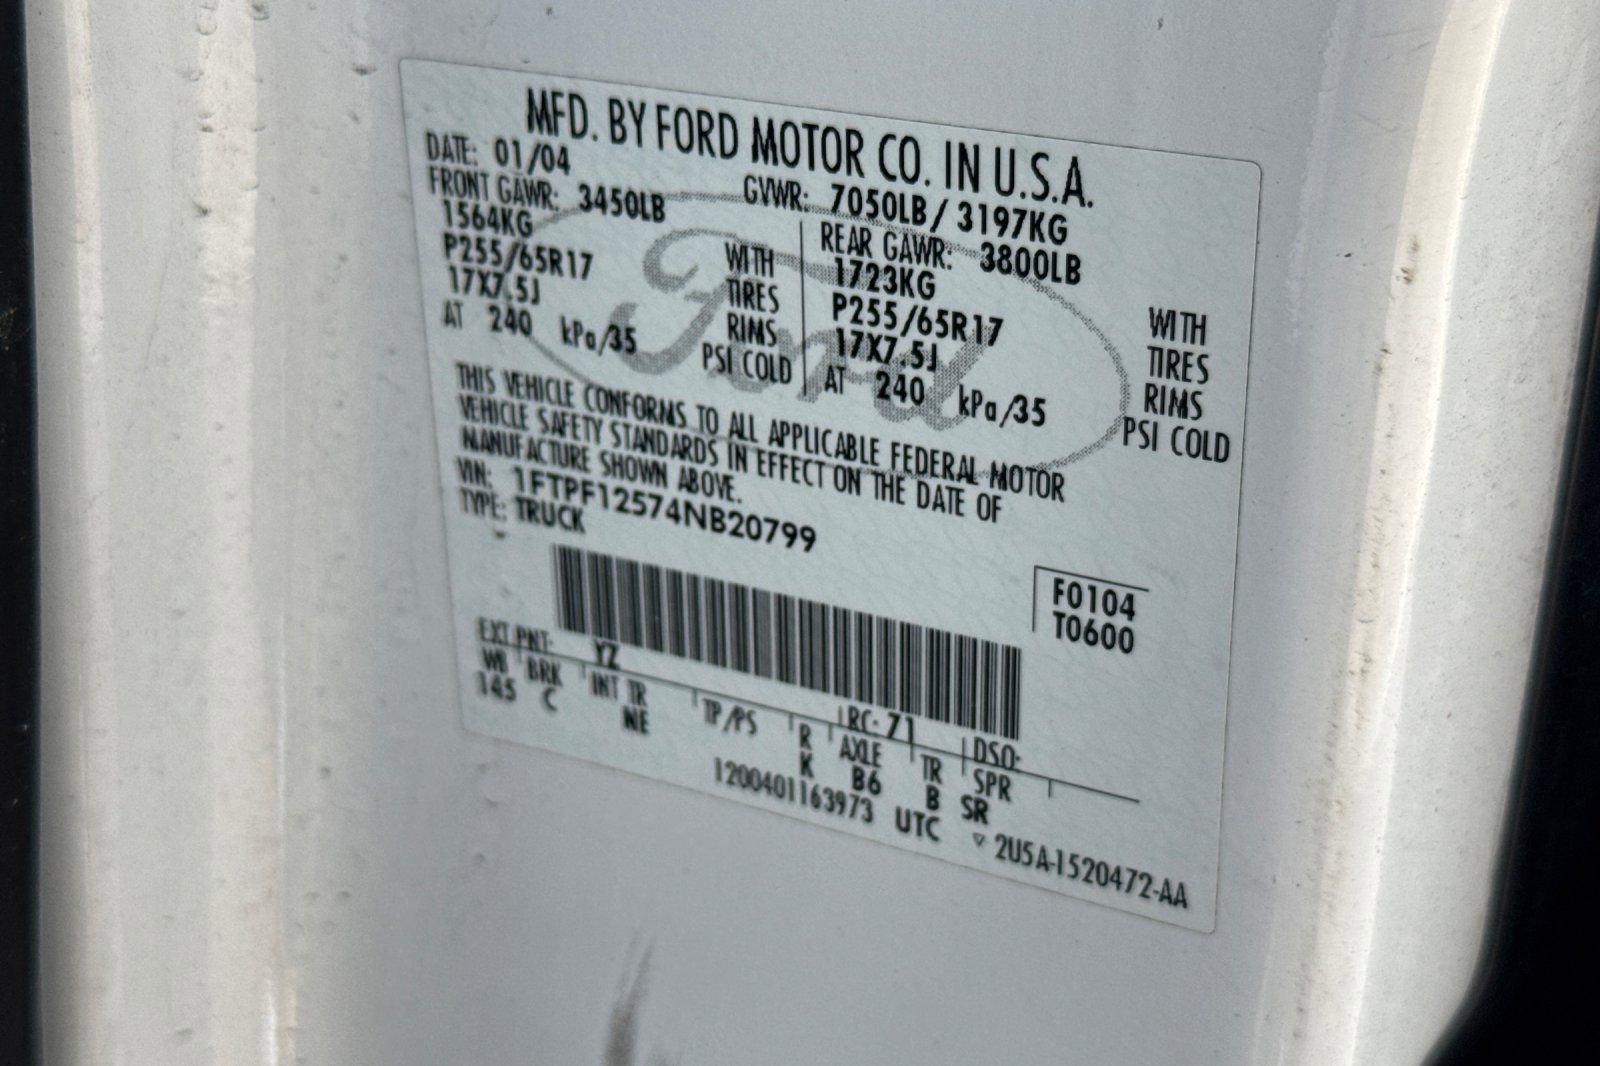 MFD. BY FORD MOTOR CO. IN U.S.A.
DATE: 01/04 GVWR: 7050LB / 3197KG
FRONT GAWR: 3450LB REAR GAWR: 3800LB
1564KG WITH 1723KG WITH
P255/65R17 TIRES P255/65R17 TIRES
17X7.5J RIMS 17X7.5J RIMS
AT 240 kPa/35 PSI COLD AT 240 kPa/35 PSI COLD
Ford
THIS VEHICLE CONFORMS TO ALL APPLICABLE FEDERAL MOTOR
VEHICLE SAFETY STANDARDS IN EFFECT ON THE DATE OF
MANUFACTURE SHOWN ABOVE.
VIN: 1FTPF12574NB20799
TYPE: TRUCK
F0104
T0600
EXT PNT: YZ RC: 71 DSO:
WB BRK INT TR TP/PS R AXLE TR SPR
145 C NE K B6 B SR
1200401163973 UTC ▽ 2U5A-1520472-AA